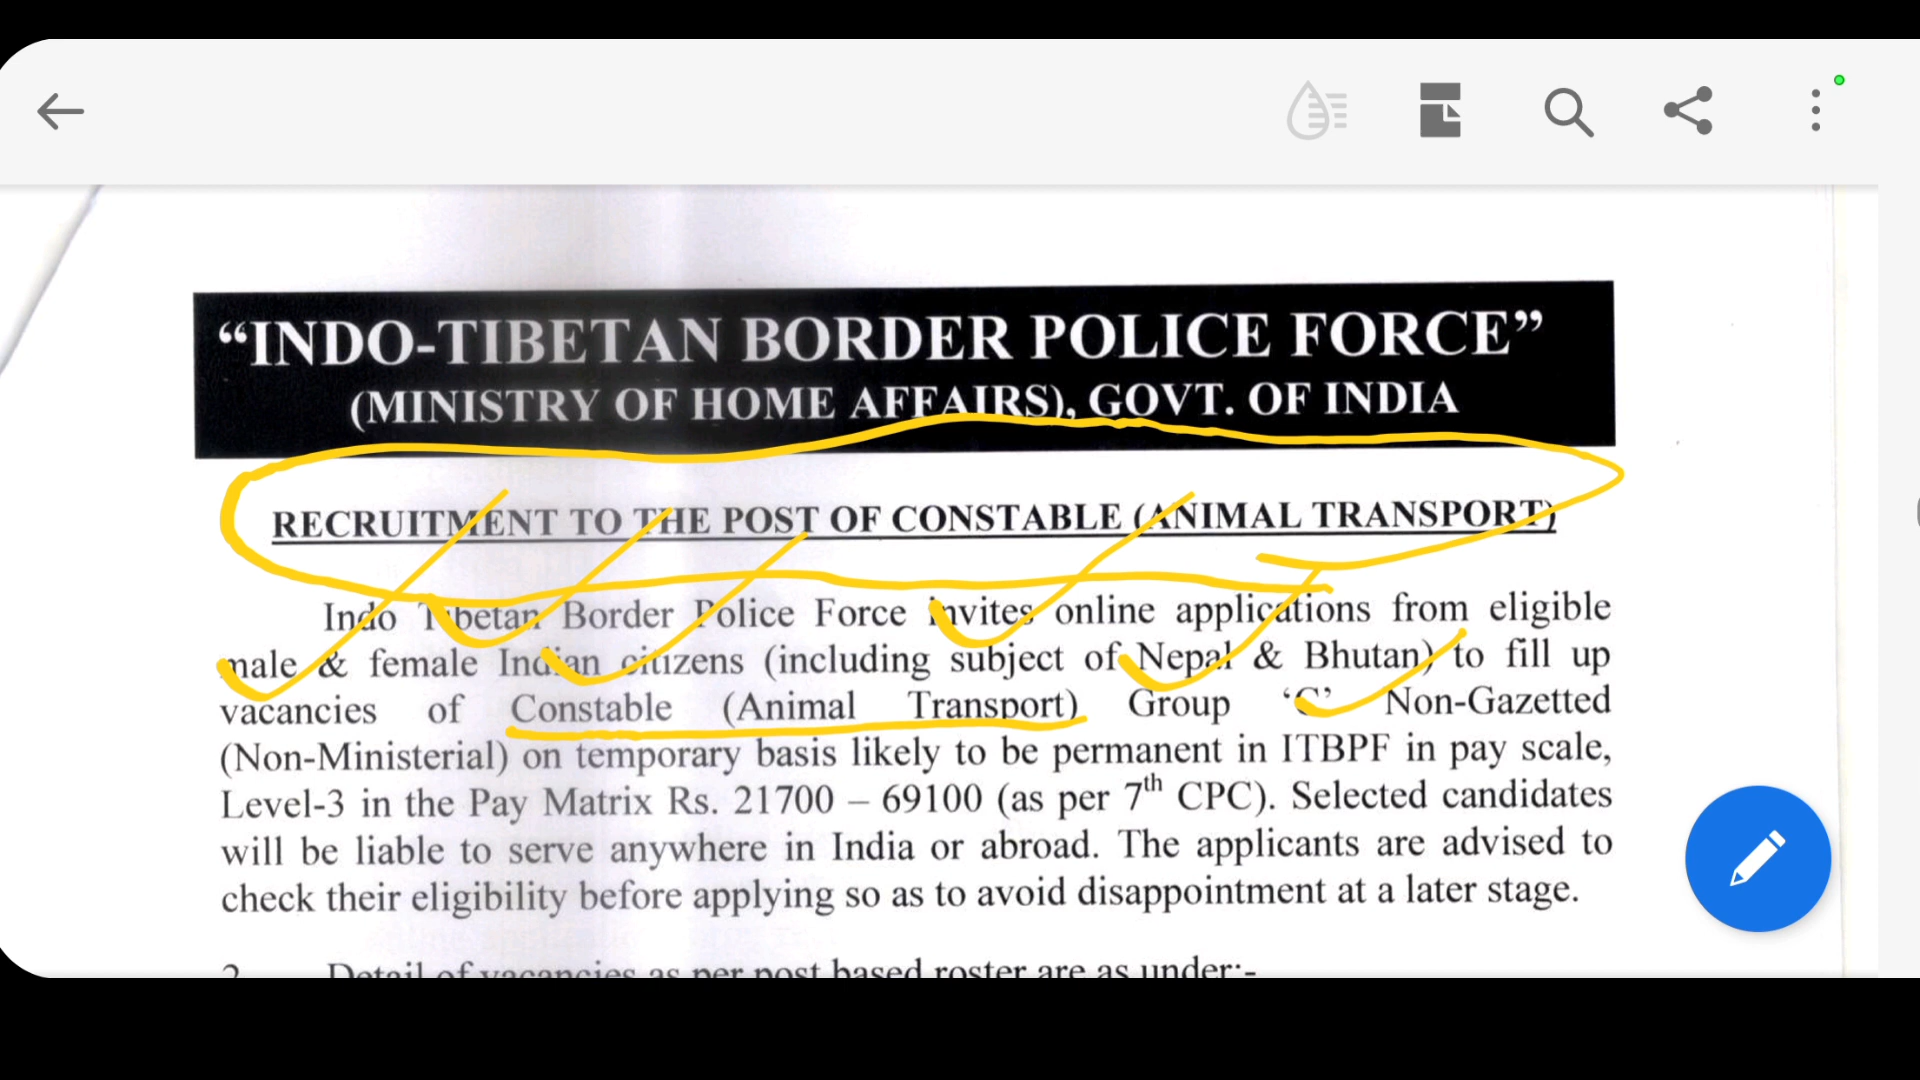 “INDO-TIBETAN BORDER POLICE FORCE”
(MINISTRY OF HOME AFFAIRS), GOVT. OF INDIA
RECRUITMENT TO THE POST OF CONSTABLE (ANIMAL TRANSPORT)
Indo Tibetan Border Police Force invites online applications from eligible
male & female Indian citizens (including subject of Nepal & Bhutan) to fill up
vacancies of Constable (Animal Transport) Group ‘C’ Non-Gazetted
(Non-Ministerial) on temporary basis likely to be permanent in ITBPF in pay scale,
Level-3 in the Pay Matrix Rs. 21700 – 69100 (as per 7th CPC). Selected candidates
will be liable to serve anywhere in India or abroad. The applicants are advised to
check their eligibility before applying so as to avoid disappointment at a later stage.
2 Detail of vacancies as per post based roster are as under:-